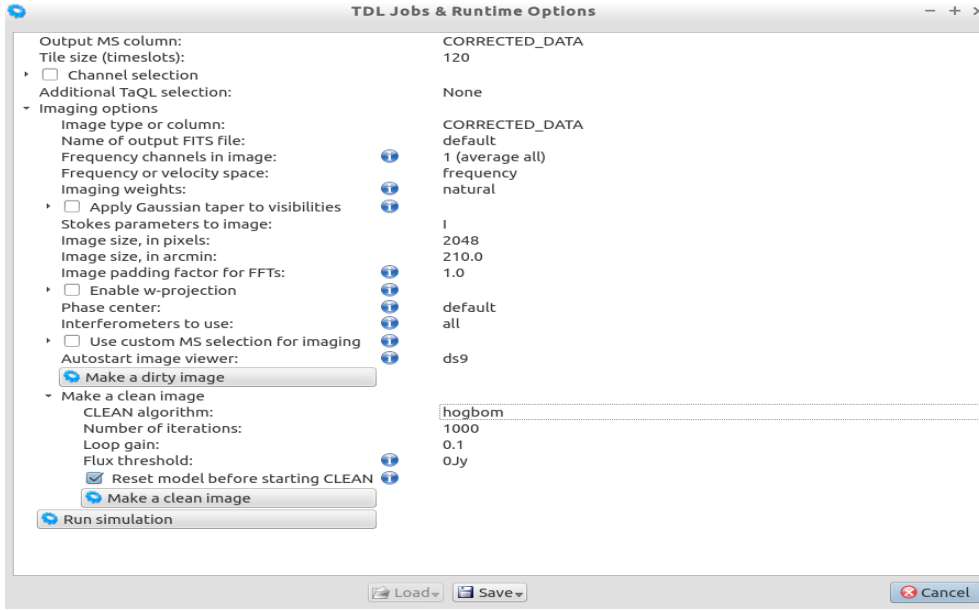 TDL Jobs & Runtime Options
Output MS column: CORRECTED_DATA
Tile size (timeslots): 120
Channel selection
Additional TaQL selection: None
Imaging options
Image type or column: CORRECTED_DATA
Name of output FITS file: default
Frequency channels in image: 1 (average all)
Frequency or velocity space: frequency
Imaging weights: natural
Apply Gaussian taper to visibilities
Stokes parameters to image: I
Image size, in pixels: 2048
Image size, in arcmin: 210.0
Image padding factor for FFTs: 1.0
Enable w-projection
Phase center: default
Interferometers to use: all
Use custom MS selection for imaging
Autostart image viewer: ds9
Make a dirty image
Make a clean image
CLEAN algorithm: hogbom
Number of iterations: 1000
Loop gain: 0.1
Flux threshold: 0Jy
Reset model before starting CLEAN
Make a clean image
Run simulation
Load Save Cancel